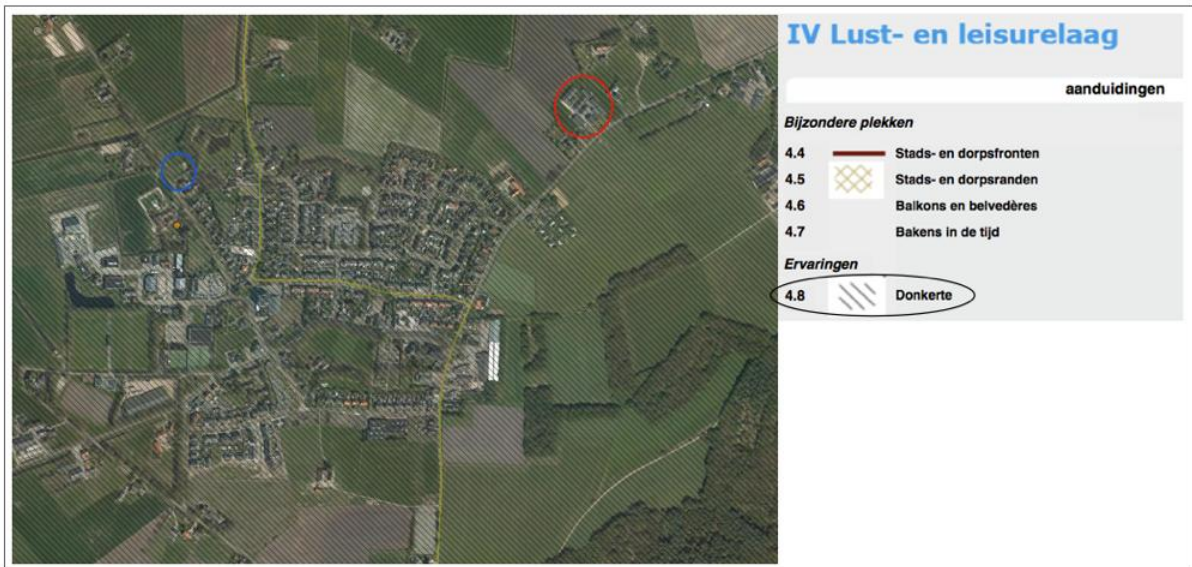 IV Lust- en leisurelaag
aanduidingen
Bijzondere plekken
4.4 Stads- en dorpsfronten
4.5 Stads- en dorpsranden
4.6 Balkons en belvedères
4.7 Bakens in de tijd
Ervaringen
4.8 Donkerte